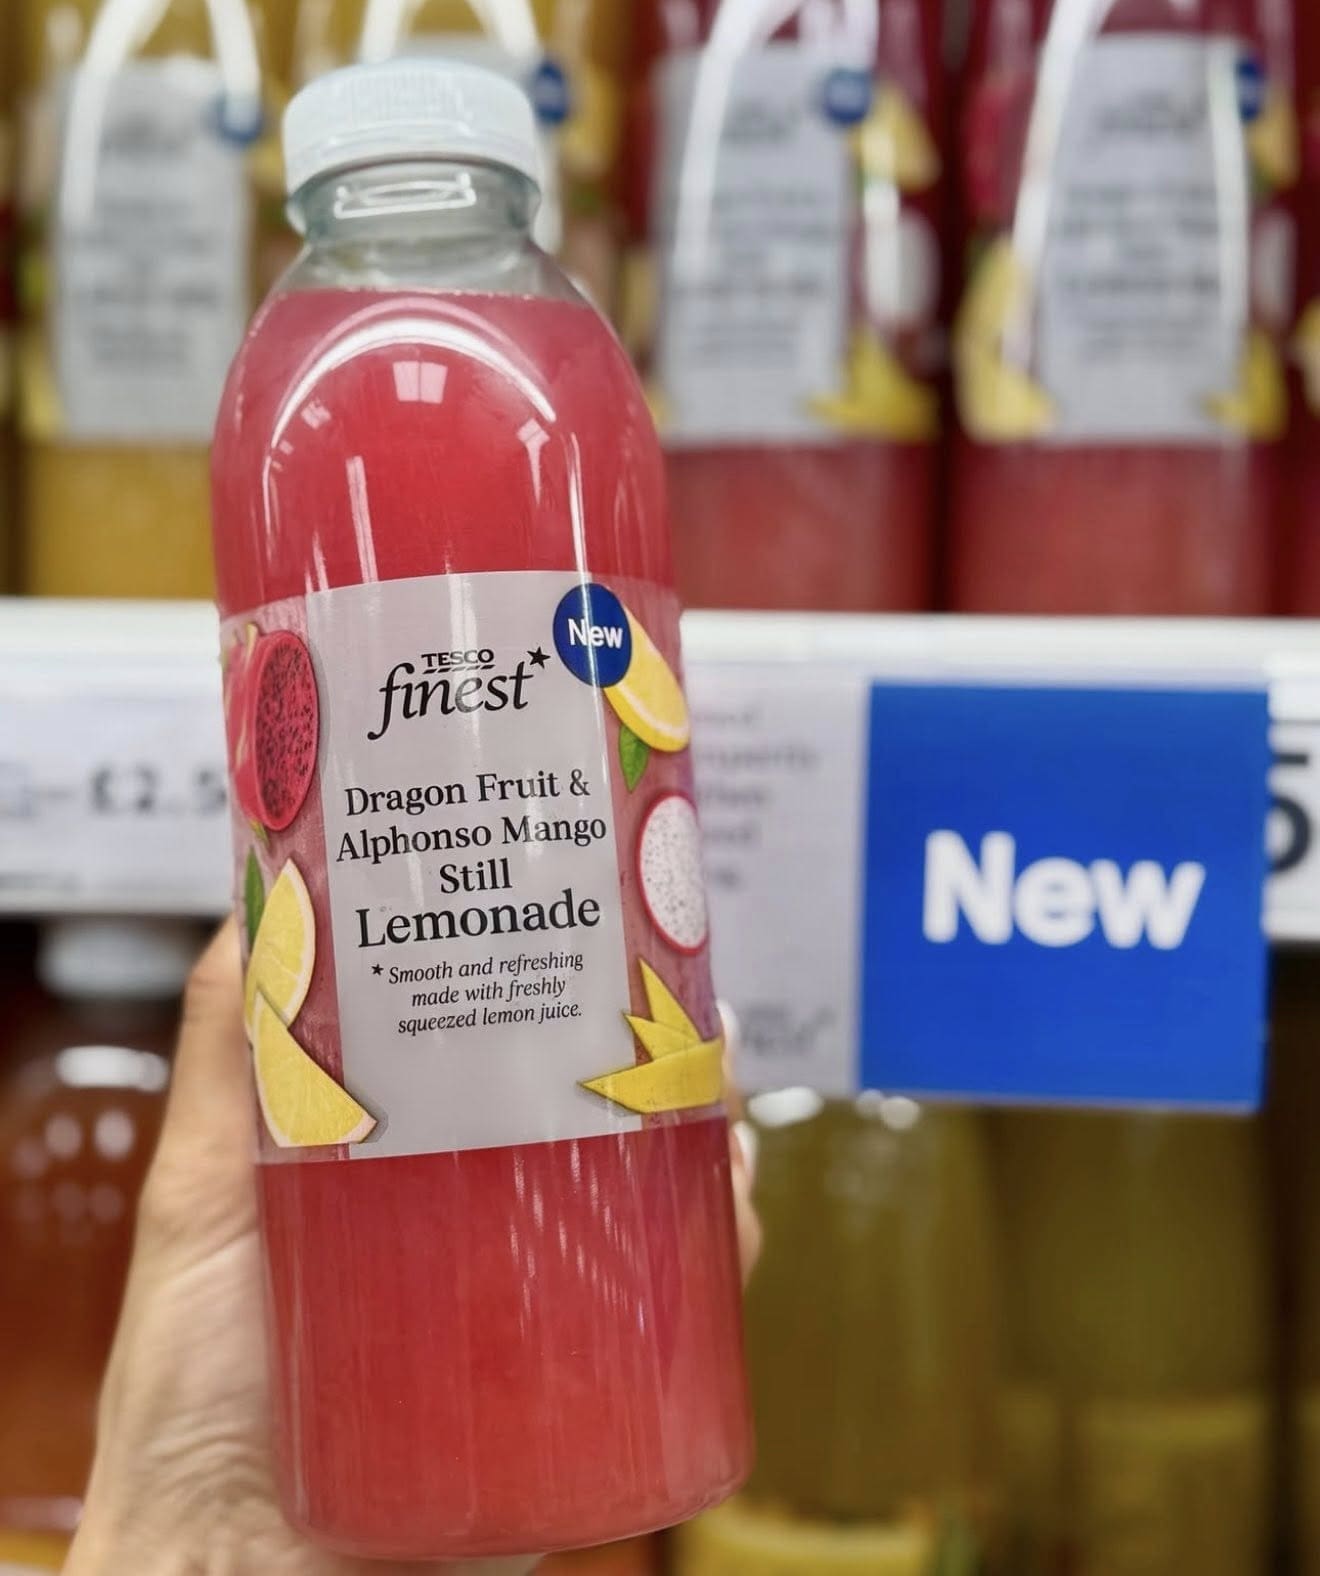 TESCO
finest*
New
Dragon Fruit &
Alphonso Mango
Still
Lemonade
*Smooth and refreshing
made with freshly
squeezed lemon juice.
New